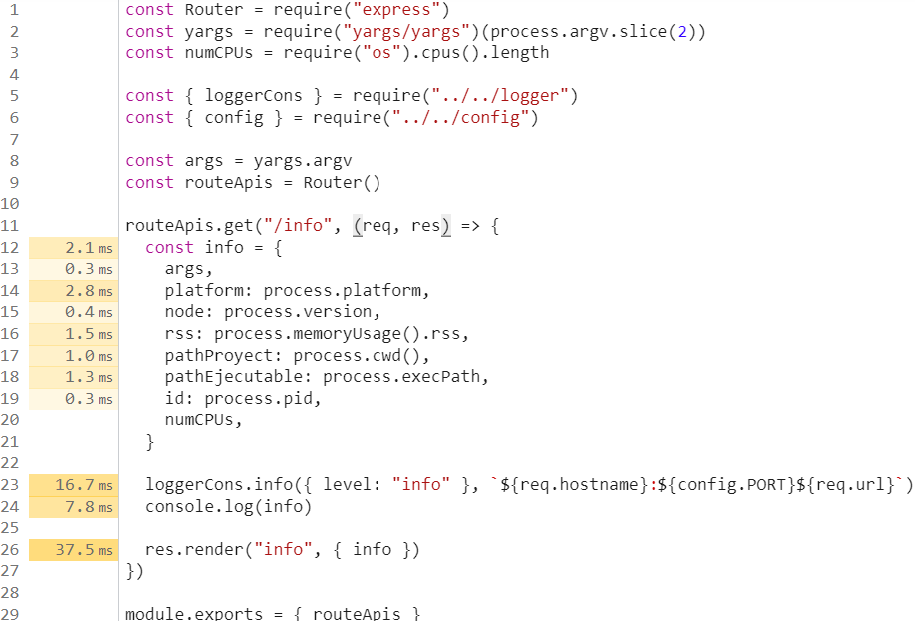 1 const Router = require("express")
2 const yargs = require("yargs/yargs")(process.argv.slice(2))
3 const numCPUs = require("os").cpus().length
4
5 const { loggerCons } = require("../../logger")
6 const { config } = require("../../config")
7
8 const args = yargs.argv
9 const routeApis = Router()
10
11 routeApis.get("/info", (req, res) => {
12 2.1 ms const info = {
13 0.3 ms args,
14 2.8 ms platform: process.platform,
15 0.4 ms node: process.version,
16 1.5 ms rss: process.memoryUsage().rss,
17 1.0 ms pathProyect: process.cwd(),
18 1.3 ms pathEjecutable: process.execPath,
19 0.3 ms id: process.pid,
20 numCPUs,
21 }
22
23 16.7 ms loggerCons.info({ level: "info" }, `${req.hostname}:${config.PORT}${req.url}`)
24 7.8 ms console.log(info)
25
26 37.5 ms res.render("info", { info })
27 })
28
29 module.exports = { routeApis }